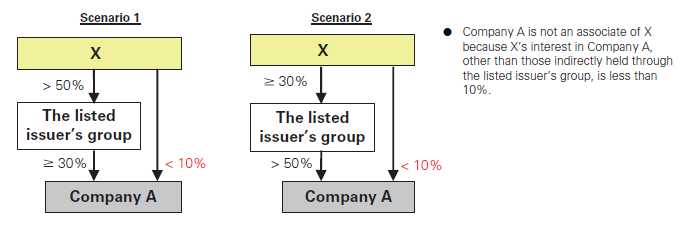 Scenario 1
X
> 50%
The listed
issuer's group
≥ 30%
< 10%
Company A
Scenario 2
X
≥ 30%
The listed
issuer's group
> 50%
< 10%
Company A
● Company A is not an associate of X
because X's interest in Company A,
other than those indirectly held through
the listed issuer's group, is less than
10%.